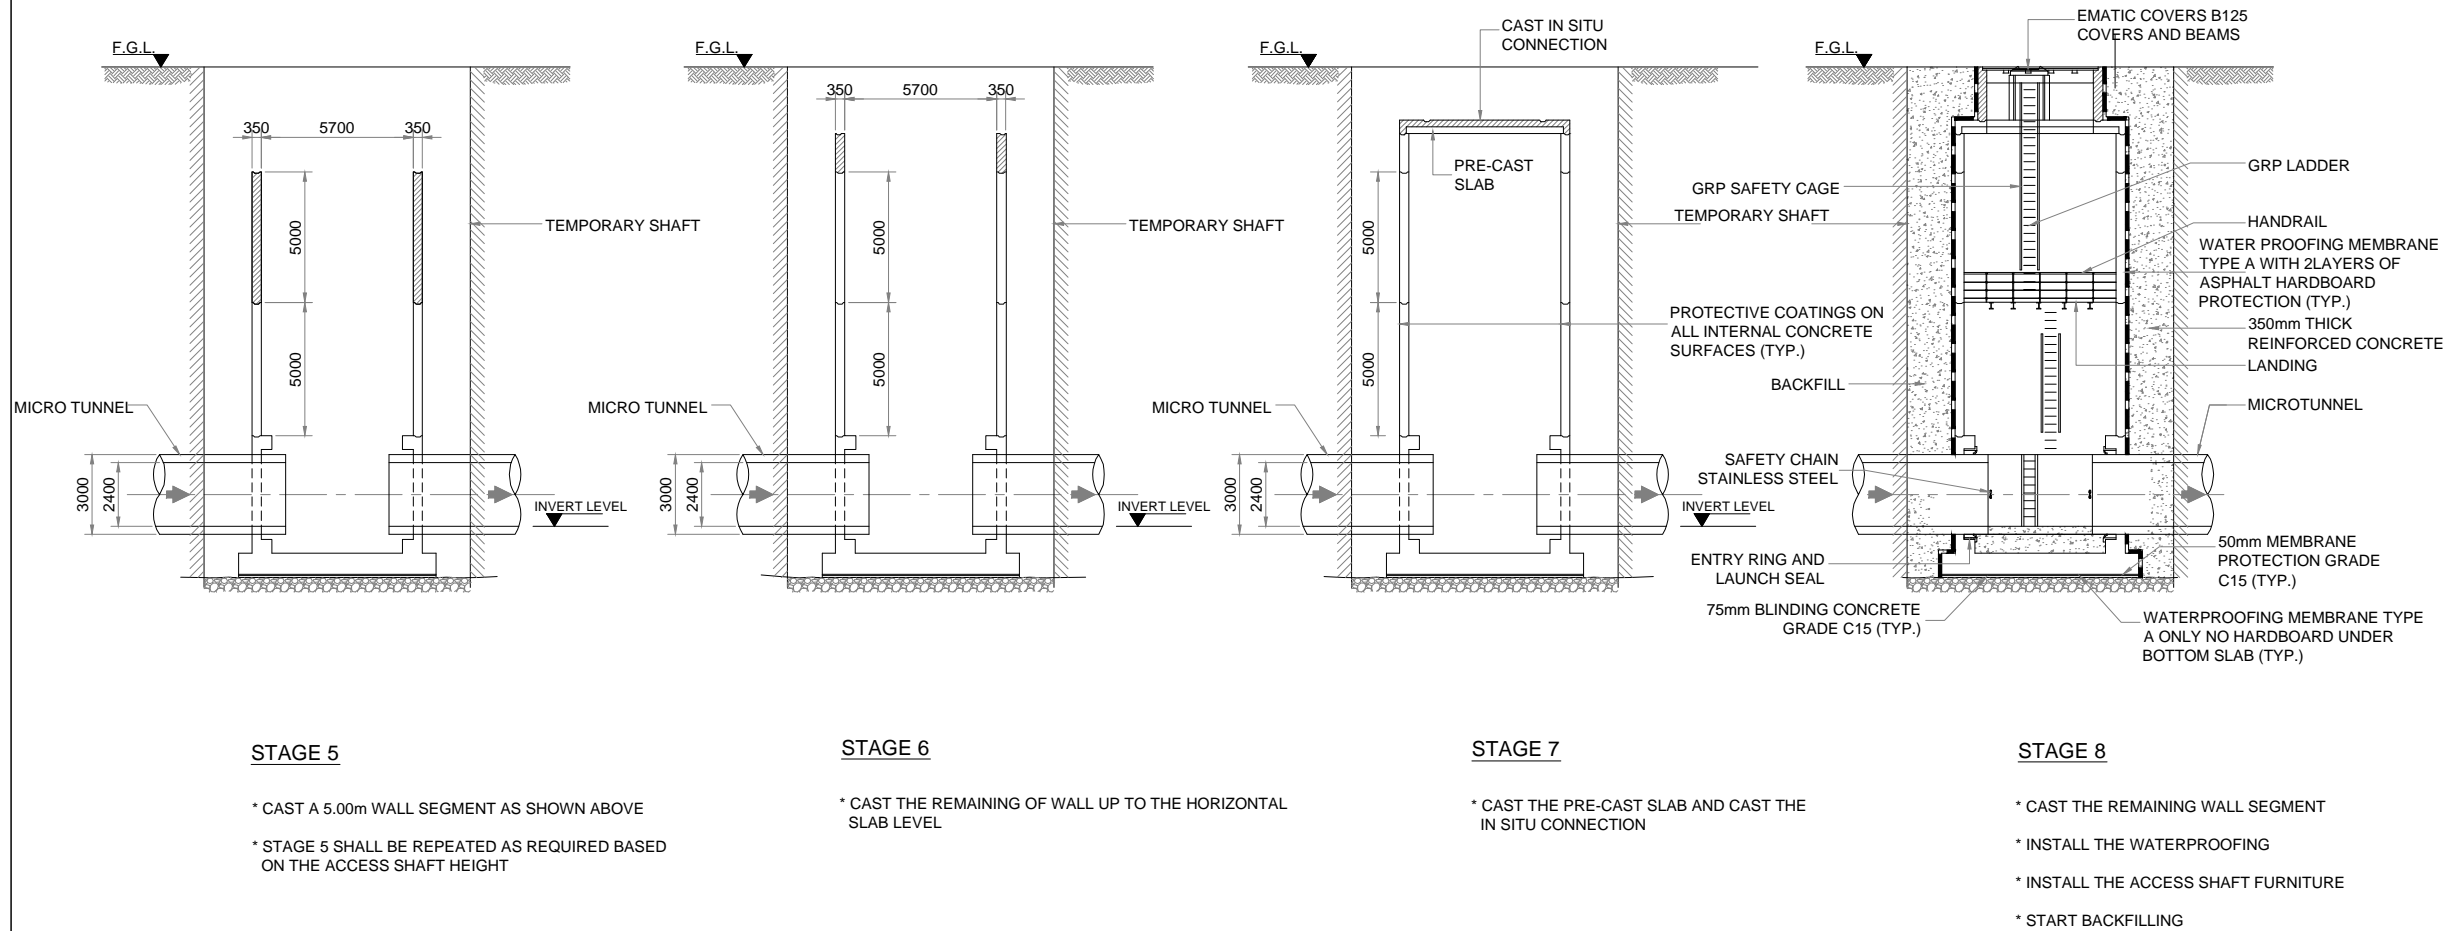 F.G.L.
350
5700
350
5000
5000
TEMPORARY SHAFT
MICRO TUNNEL
3000
2400
INVERT LEVEL
STAGE 5
* CAST A 5.00m WALL SEGMENT AS SHOWN ABOVE
* STAGE 5 SHALL BE REPEATED AS REQUIRED BASED
ON THE ACCESS SHAFT HEIGHT
F.G.L.
350
5700
350
5000
5000
TEMPORARY SHAFT
MICRO TUNNEL
3000
2400
INVERT LEVEL
STAGE 6
* CAST THE REMAINING OF WALL UP TO THE HORIZONTAL
SLAB LEVEL
F.G.L.
CAST IN SITU
CONNECTION
PRE-CAST
SLAB
5000
5000
PROTECTIVE COATINGS ON
ALL INTERNAL CONCRETE
SURFACES (TYP.)
MICRO TUNNEL
3000
2400
INVERT LEVEL
STAGE 7
* CAST THE PRE-CAST SLAB AND CAST THE
IN SITU CONNECTION
F.G.L.
EMATIC COVERS B125
COVERS AND BEAMS
GRP SAFETY CAGE
TEMPORARY SHAFT
GRP LADDER
HANDRAIL
WATER PROOFING MEMBRANE
TYPE A WITH 2LAYERS OF
ASPHALT HARDBOARD
PROTECTION (TYP.)
350mm THICK
REINFORCED CONCRETE
LANDING
BACKFILL
MICROTUNNEL
SAFETY CHAIN
STAINLESS STEEL
ENTRY RING AND
LAUNCH SEAL
50mm MEMBRANE
PROTECTION GRADE
C15 (TYP.)
75mm BLINDING CONCRETE
GRADE C15 (TYP.)
WATERPROOFING MEMBRANE TYPE
A ONLY NO HARDBOARD UNDER
BOTTOM SLAB (TYP.)
STAGE 8
* CAST THE REMAINING WALL SEGMENT
* INSTALL THE WATERPROOFING
* INSTALL THE ACCESS SHAFT FURNITURE
* START BACKFILLING